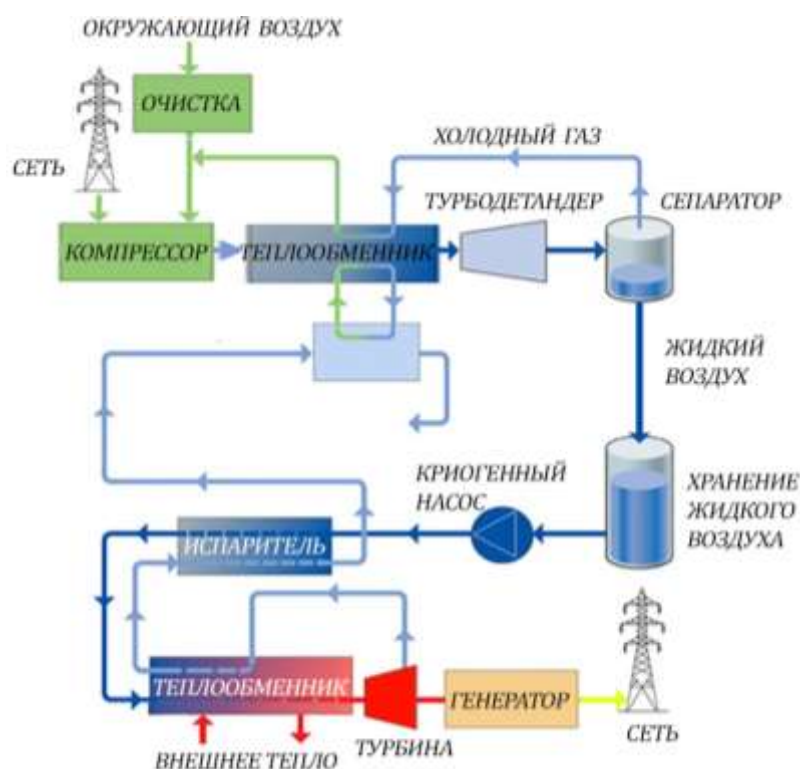 ОКРУЖАЮЩИЙ ВОЗДУХ
ОЧИСТКА
СЕТЬ
ХОЛОДНЫЙ ГАЗ
ТУРБОДЕТАНДЕР
СЕПАРАТОР
КОМПРЕССОР
ТЕПЛООБМЕННИК
ЖИДКИЙ
ВОЗДУХ
КРИОГЕННЫЙ
НАСОС
ХРАНЕНИЕ
ЖИДКОГО
ВОЗДУХА
ИСПАРИТЕЛЬ
ТЕПЛООБМЕННИК
ГЕНЕРАТОР
СЕТЬ
ТУРБИНА
ВНЕШНЕЕ ТЕПЛО